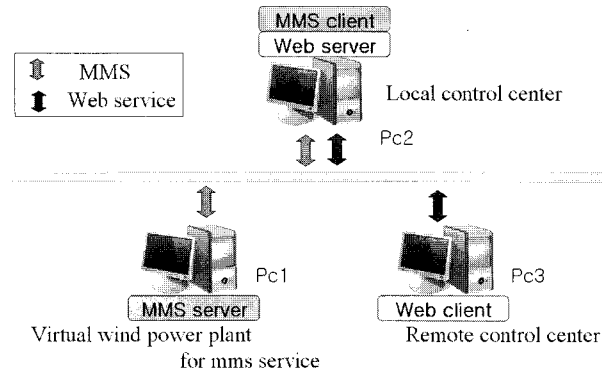 MMS client
Web server
MMS
Web service
Local control center
Pc2
Pc1
Pc3
MMS server
Web client
Virtual wind power plant
for mms service
Remote control center